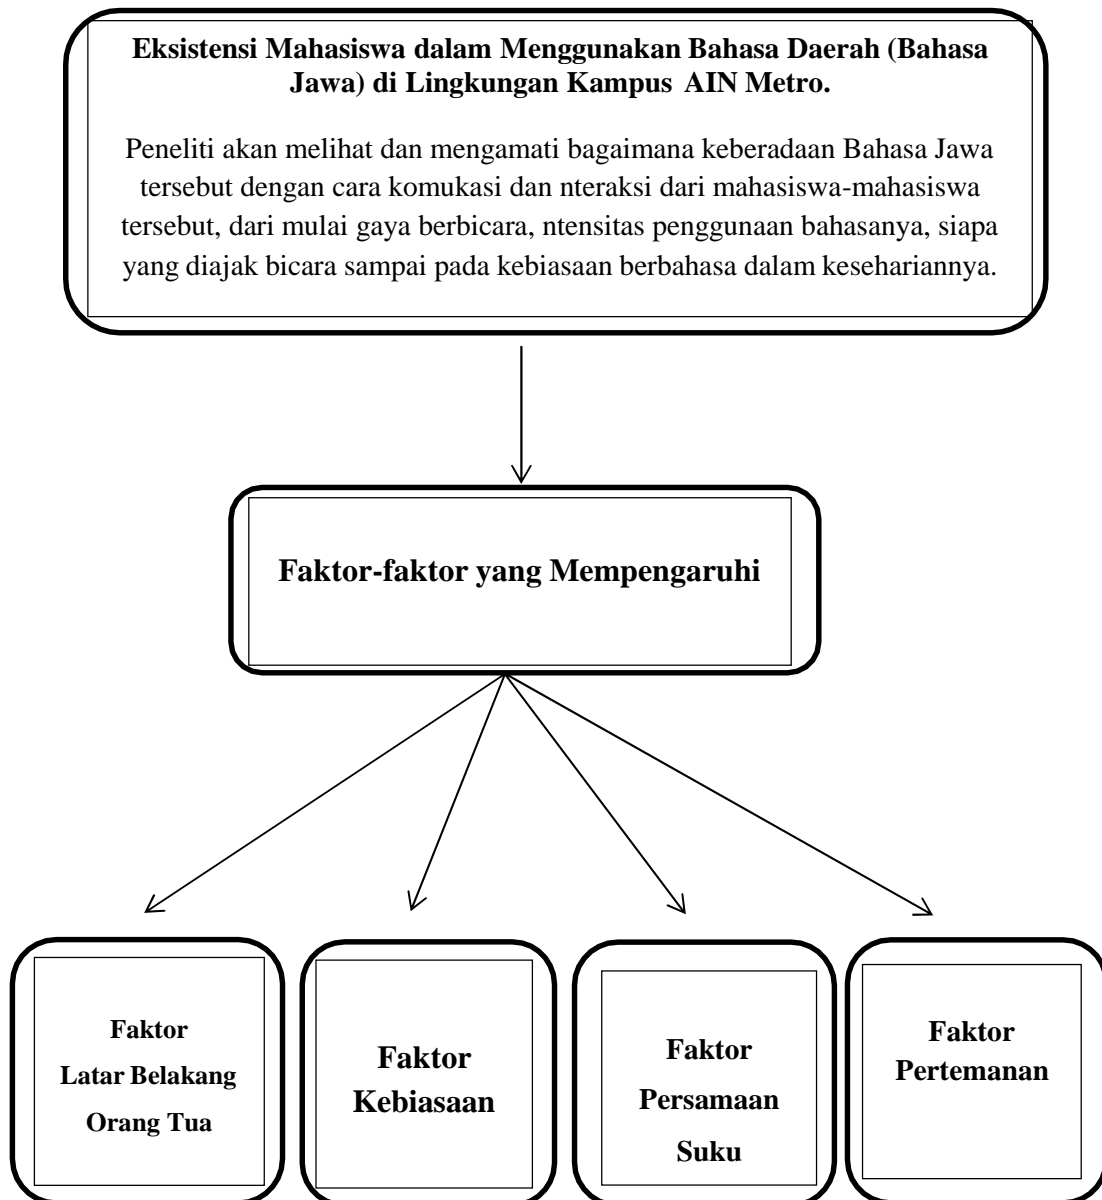 Eksistensi Mahasiswa dalam Menggunakan Bahasa Daerah (Bahasa
Jawa) di Lingkungan Kampus AIN Metro.
Peneliti akan melihat dan mengamati bagaimana keberadaan Bahasa Jawa
tersebut dengan cara komukasi dan nteraksi dari mahasiswa-mahasiswa
tersebut, dari mulai gaya berbicara, ntensitas penggunaan bahasanya, siapa
yang diajak bicara sampai pada kebiasaan berbahasa dalam kesehariannya.
Faktor-faktor yang Mempengaruhi
Faktor
Latar Belakang
Orang Tua
Faktor
Kebiasaan
Faktor
Persamaan
Suku
Faktor
Pertemanan